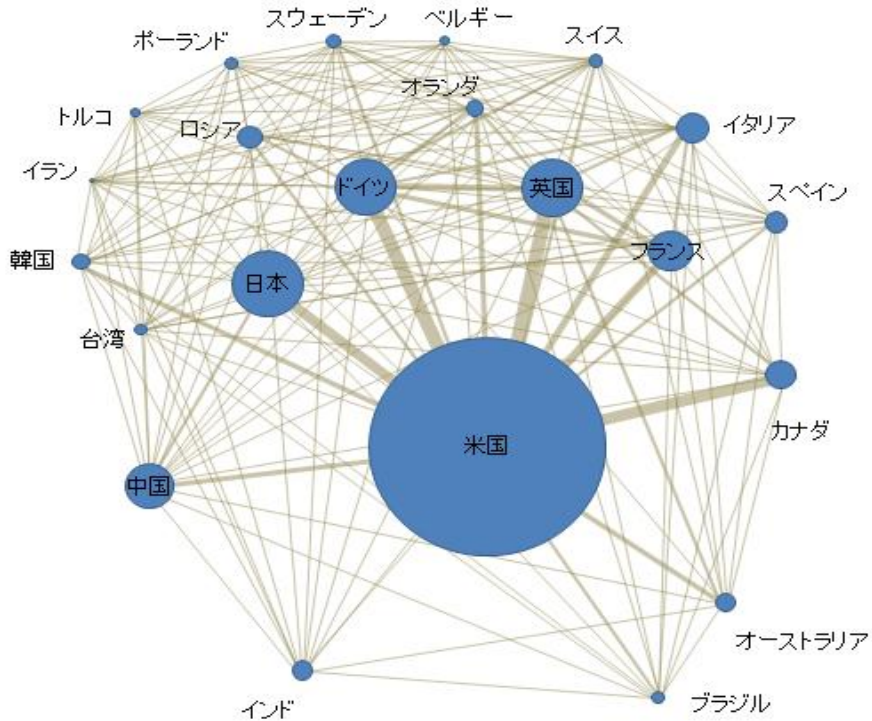 スウェーデン
ベルギー
スイス
ポーランド
オランダ
トルコ
ロシア
イタリア
イラン
ドイツ
英国
スペイン
韓国
日本
フランス
台湾
カナダ
米国
中国
オーストラリア
インド
ブラジル